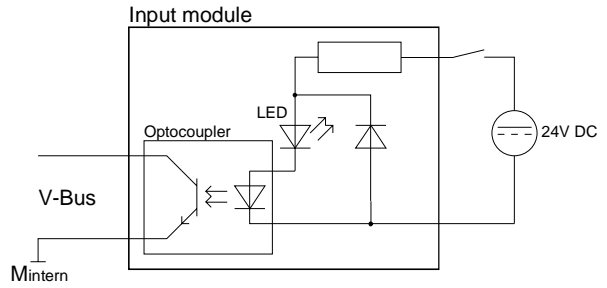 Input module
LED
Optocoupler
24V DC
V-Bus
Mintern